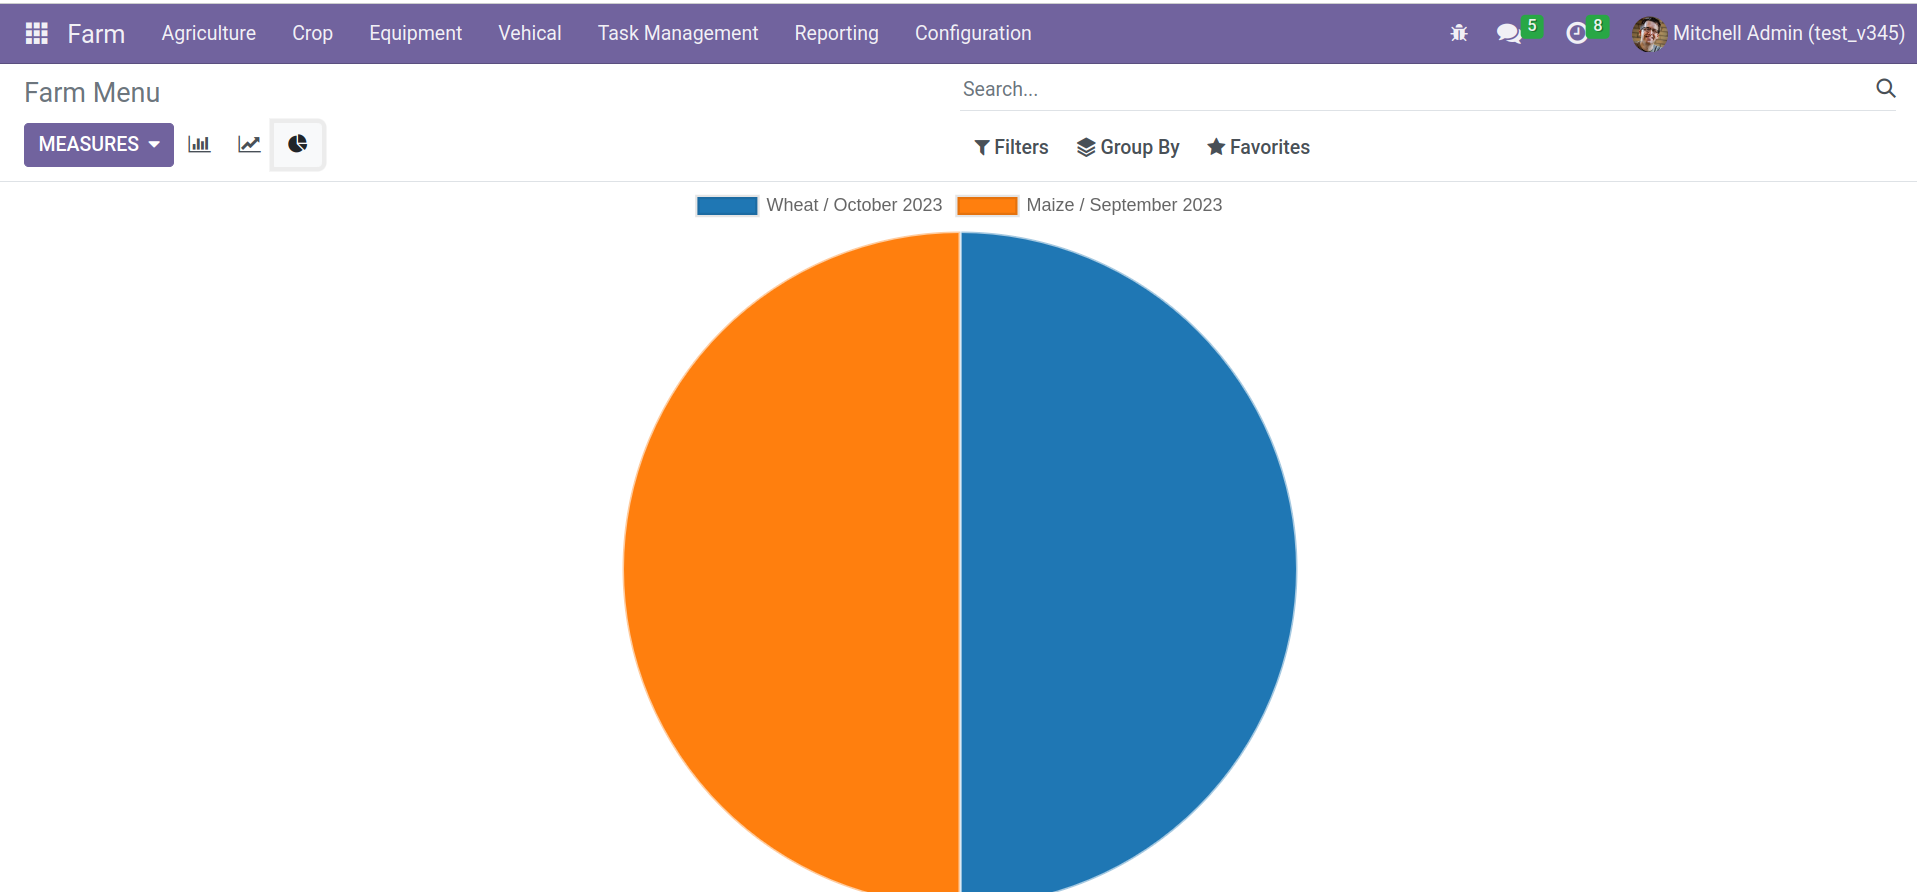 Farm Agriculture Crop Equipment Vehical Task Management Reporting Configuration 5 8 Mitchell Admin (test_v345)
Farm Menu
Search...
MEASURES
Filters Group By Favorites
Wheat / October 2023 Maize / September 2023